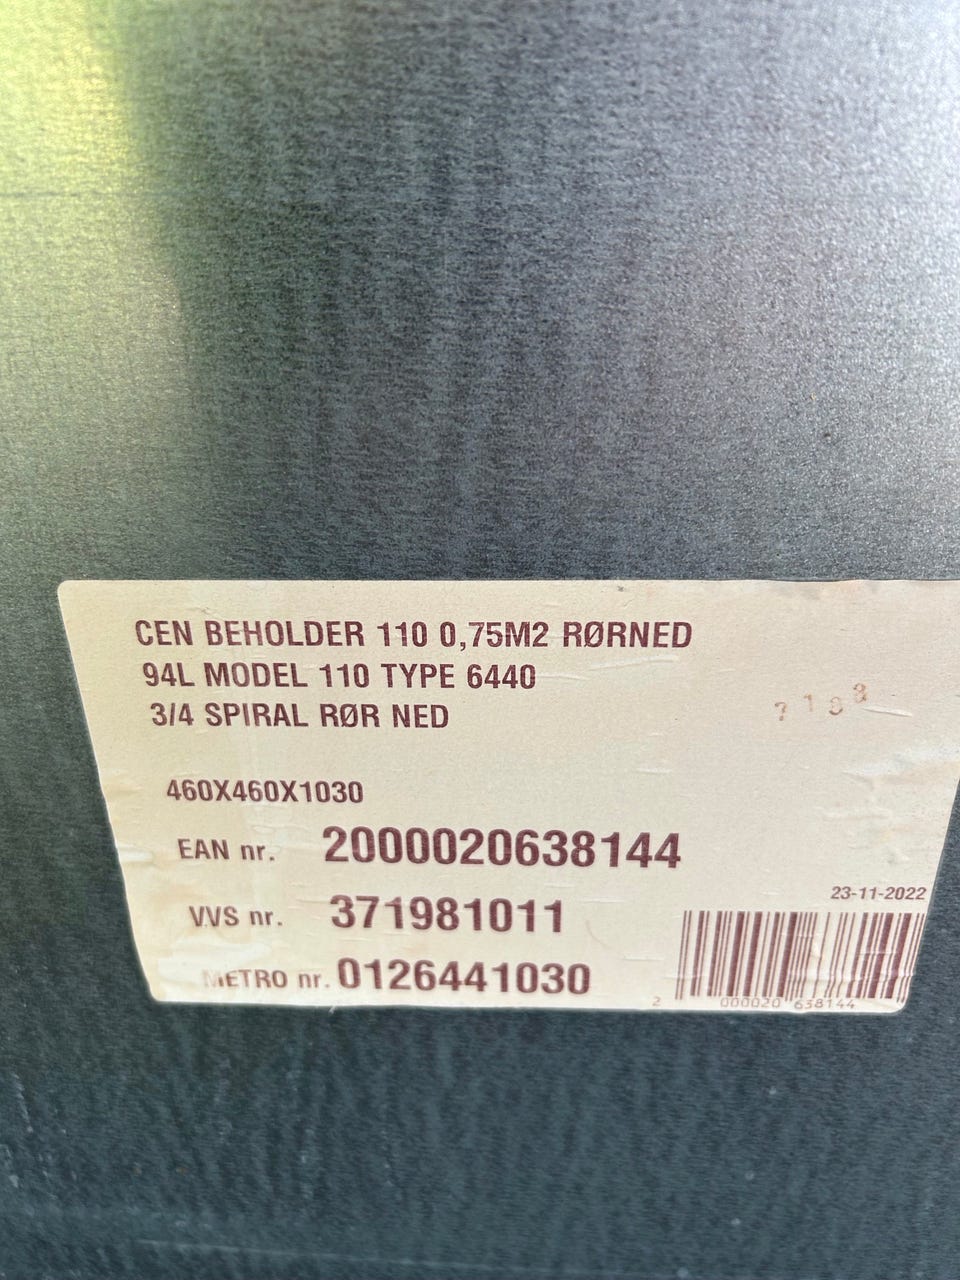 CEN BEHOLDER 110 0,75M2 RØRNED
94L MODEL 110 TYPE 6440
3/4 SPIRAL RØR NED
460X460X1030
EAN nr. 2000020638144
VVS nr. 371981011
METRO nr. 0126441030
23-11-2022
2 000020 638144